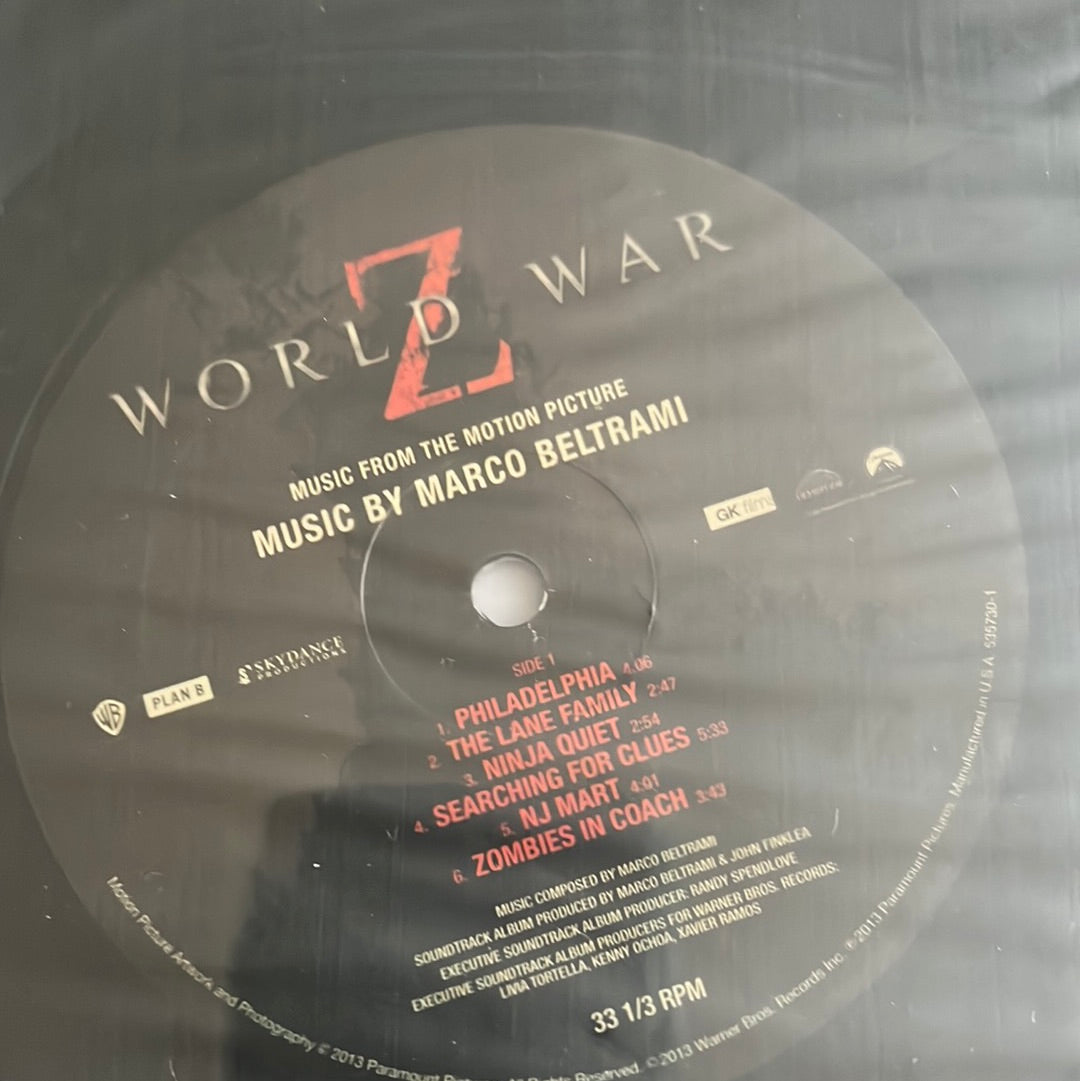 WORLD WAR
Z
MUSIC FROM THE MOTION PICTURE
MUSIC BY MARCO BELTRAMI
GK films
WB
PLAN B
SKYDANCE
PRODUCTIONS
SIDE 1
1. PHILADELPHIA 4:06
2. THE LANE FAMILY 2:47
3. NINJA QUIET 2:54
4. SEARCHING FOR CLUES 5:33
5. NJ MART 4:01
6. ZOMBIES IN COACH 3:43
MUSIC COMPOSED BY MARCO BELTRAMI
SOUNDTRACK ALBUM PRODUCED BY MARCO BELTRAMI & JOHN FINKLEA
EXECUTIVE SOUNDTRACK ALBUM PRODUCER: RANDY SPENDLOVE
EXECUTIVE SOUNDTRACK ALBUM PRODUCERS FOR WARNER BROS. RECORDS:
LIVIA TORTELLA, KENNY OCHOA, XAVIER RAMOS
33 1/3 RPM
Motion Picture Artwork and Photography © 2013 Paramount Pictures. All Rights Reserved. ©2013 Warner Bros. Records Inc. ℗2013 Paramount Pictures. Manufactured in U.S.A. 535730-1